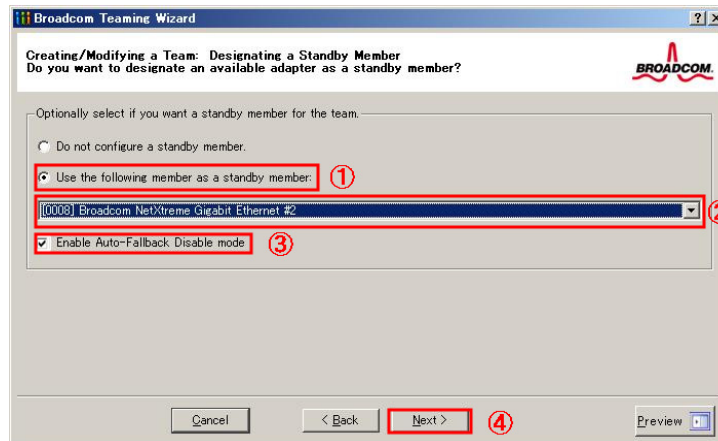 Broadcom Teaming Wizard
Creating/Modifying a Team: Designating a Standby Member
Do you want to designate an available adapter as a standby member?
BROADCOM.
Optionally select if you want a standby member for the team.
Do not configure a standby member.
Use the following member as a standby member: ①
[0008] Broadcom NetXtreme Gigabit Ethernet #2 ②
Enable Auto-Fallback Disable mode ③
Cancel < Back Next > ④ Preview